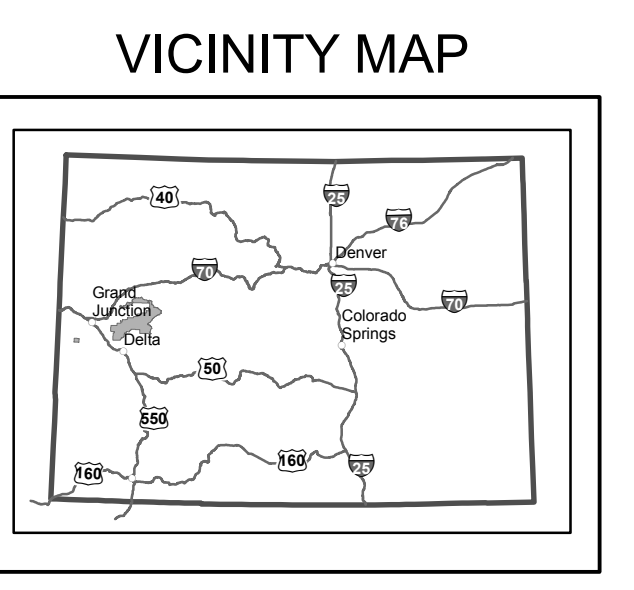 VICINITY MAP
40
25
76
Denver
70
25
Grand
Junction
70
Colorado
Springs
Delta
50
550
160
160
25